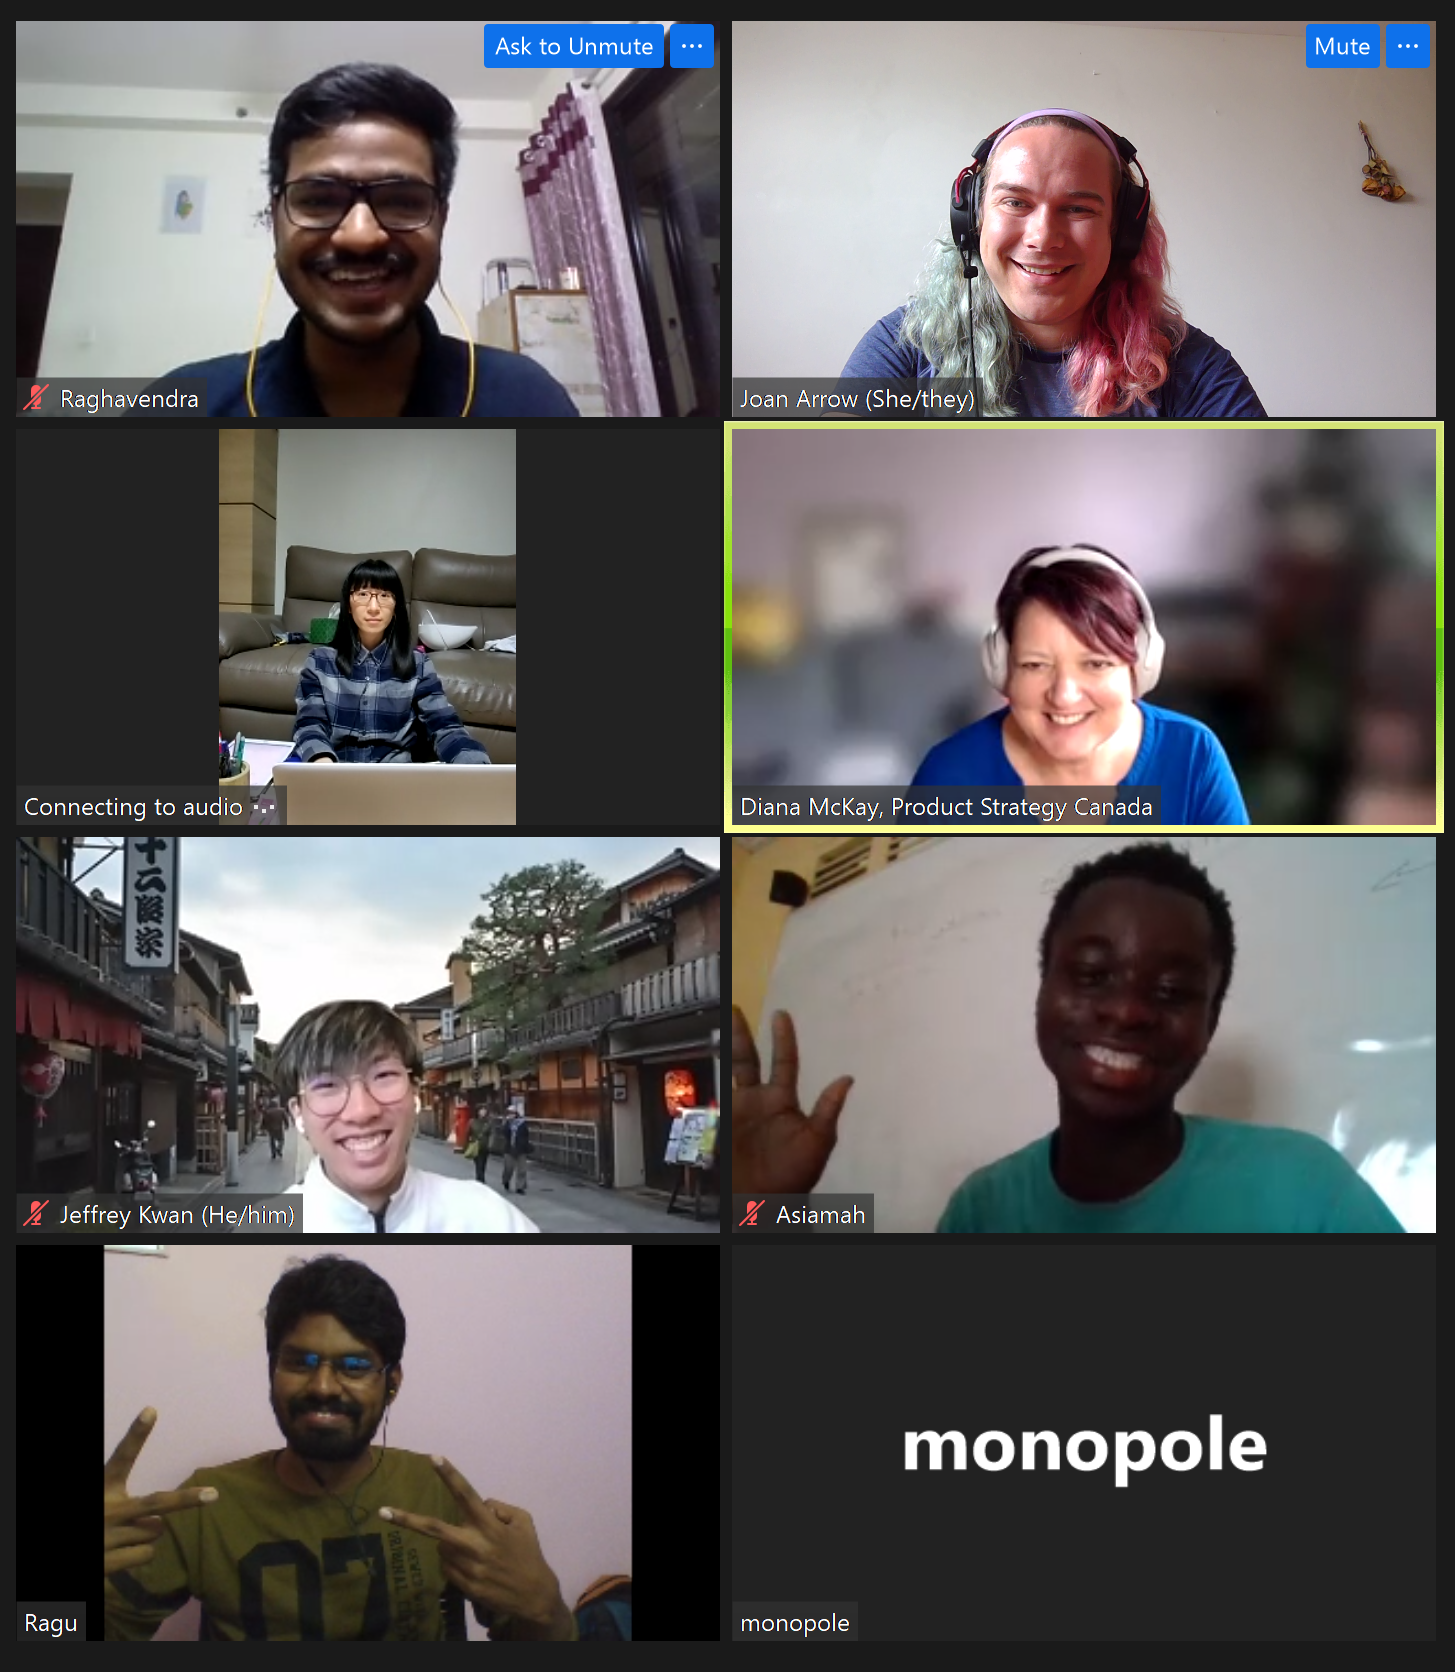 Ask to Unmute ...
Mute ...
Raghavendra
Joan Arrow (She/they)
Connecting to audio
Diana McKay, Product Strategy Canada
十二段家
Jeffrey Kwan (He/him)
Asiamah
07
Ragu
monopole
monopole